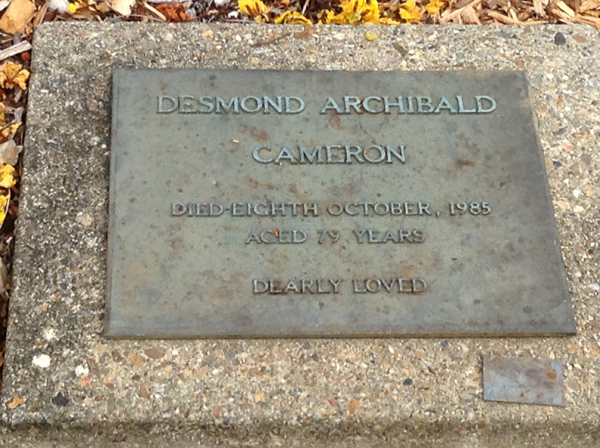 DESMOND ARCHIBALD
CAMERON
DIED-EIGHTH OCTOBER, 1985
AGED 79 YEARS
DEARLY LOVED